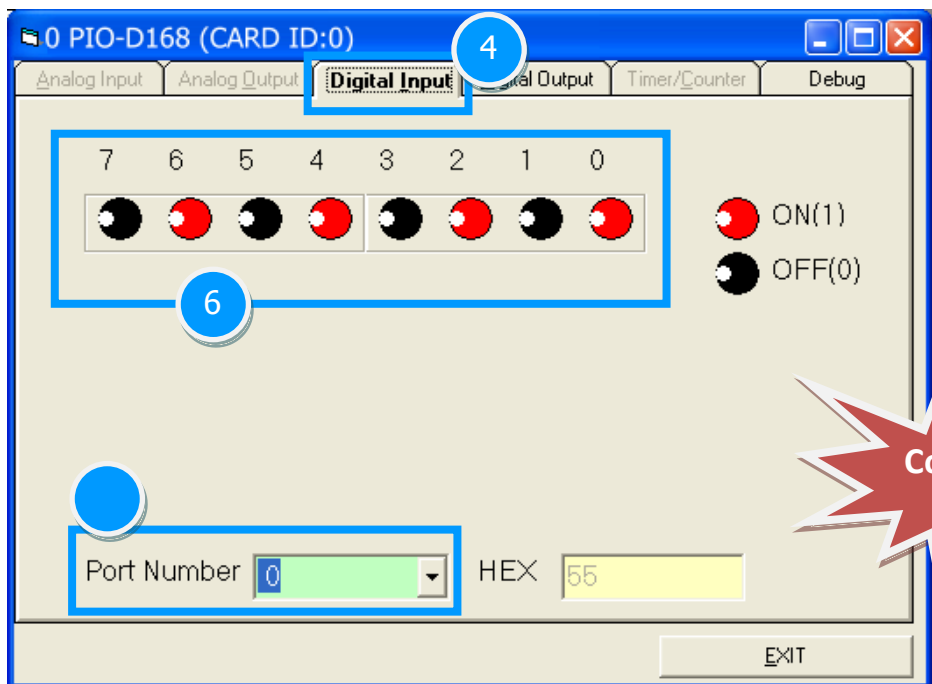 0 PIO-D168 (CARD ID:0)
4
Analog Input Analog Output Digital Input Output Timer/Counter Debug
7 6 5 4 3 2 1 0
ON(1)
OFF(0)
6
Port Number 0 HEX 55
EXIT